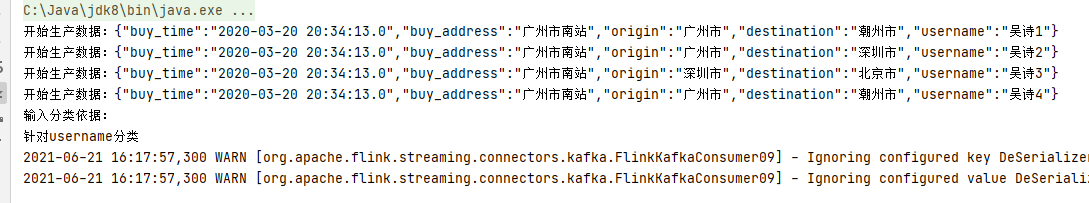 C:\Java\jdk8\bin\java.exe ...
开始生产数据：{"buy_time":"2020-03-20 20:34:13.0","buy_address":"广州市南站","origin":"广州市","destination":"潮州市","username":"吴诗1"}
开始生产数据：{"buy_time":"2020-03-20 20:34:13.0","buy_address":"广州市南站","origin":"广州市","destination":"深圳市","username":"吴诗2"}
开始生产数据：{"buy_time":"2020-03-20 20:34:13.0","buy_address":"广州市南站","origin":"深圳市","destination":"北京市","username":"吴诗3"}
开始生产数据：{"buy_time":"2020-03-20 20:34:13.0","buy_address":"广州市南站","origin":"广州市","destination":"潮州市","username":"吴诗4"}
输入分类依据：
针对username分类
2021-06-21 16:17:57,300 WARN [org.apache.flink.streaming.connectors.kafka.FlinkKafkaConsumer09] - Ignoring configured key DeSerialize
2021-06-21 16:17:57,300 WARN [org.apache.flink.streaming.connectors.kafka.FlinkKafkaConsumer09] - Ignoring configured value DeSeriali